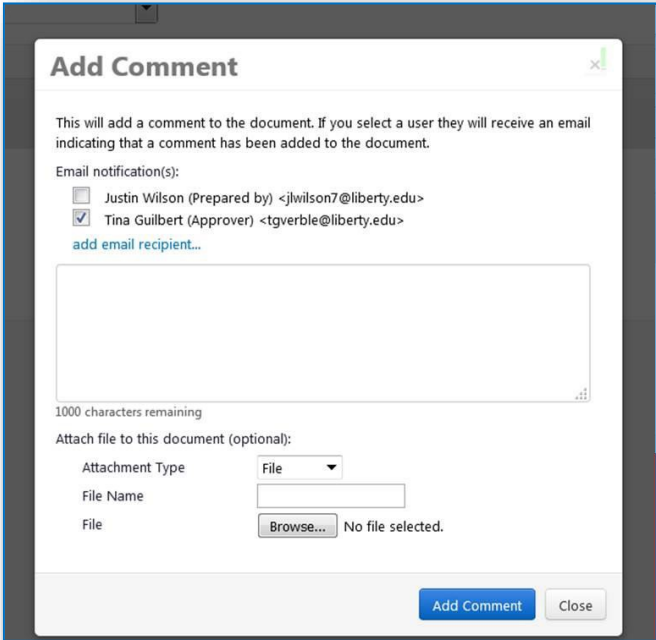 Add Comment
×
This will add a comment to the document. If you select a user they will receive an email
indicating that a comment has been added to the document.
Email notification(s):
Justin Wilson (Prepared by) <jlwilson7@liberty.edu>
Tina Guilbert (Approver) <tgverble@liberty.edu>
add email recipient...
1000 characters remaining
Attach file to this document (optional):
Attachment Type File
File Name
File Browse... No file selected.
Add Comment Close